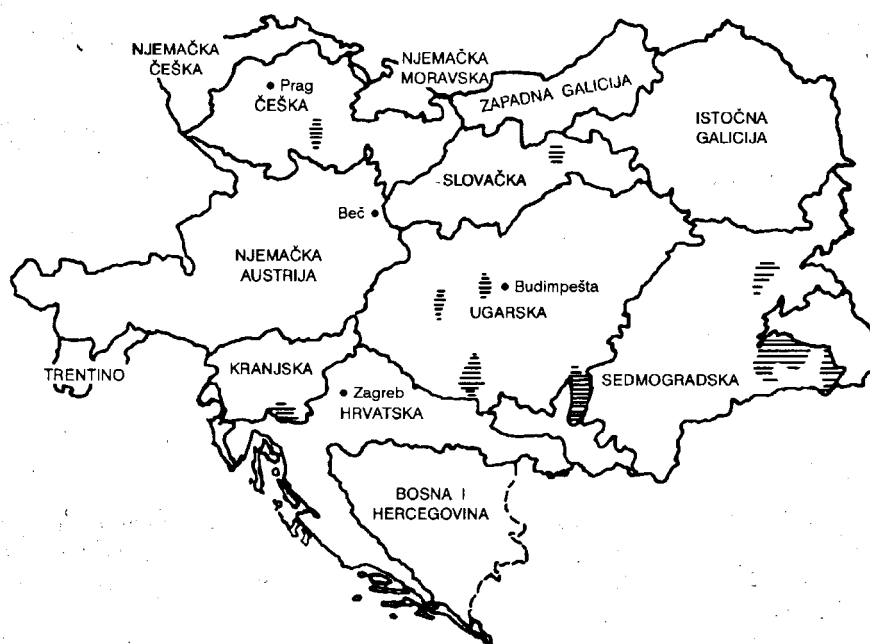 NJEMAČKA
ČEŠKA
NJEMAČKA
MORAVSKA
Prag
ČEŠKA
ZAPADNA GALICIJA
ISTOČNA
GALICIJA
SLOVAČKA
Beč
NJEMAČKA
AUSTRIJA
Budimpešta
UGARSKA
TRENTINO
KRANJSKA
SEDMOGRADSKA
Zagreb
HRVATSKA
BOSNA I
HERCEGOVINA